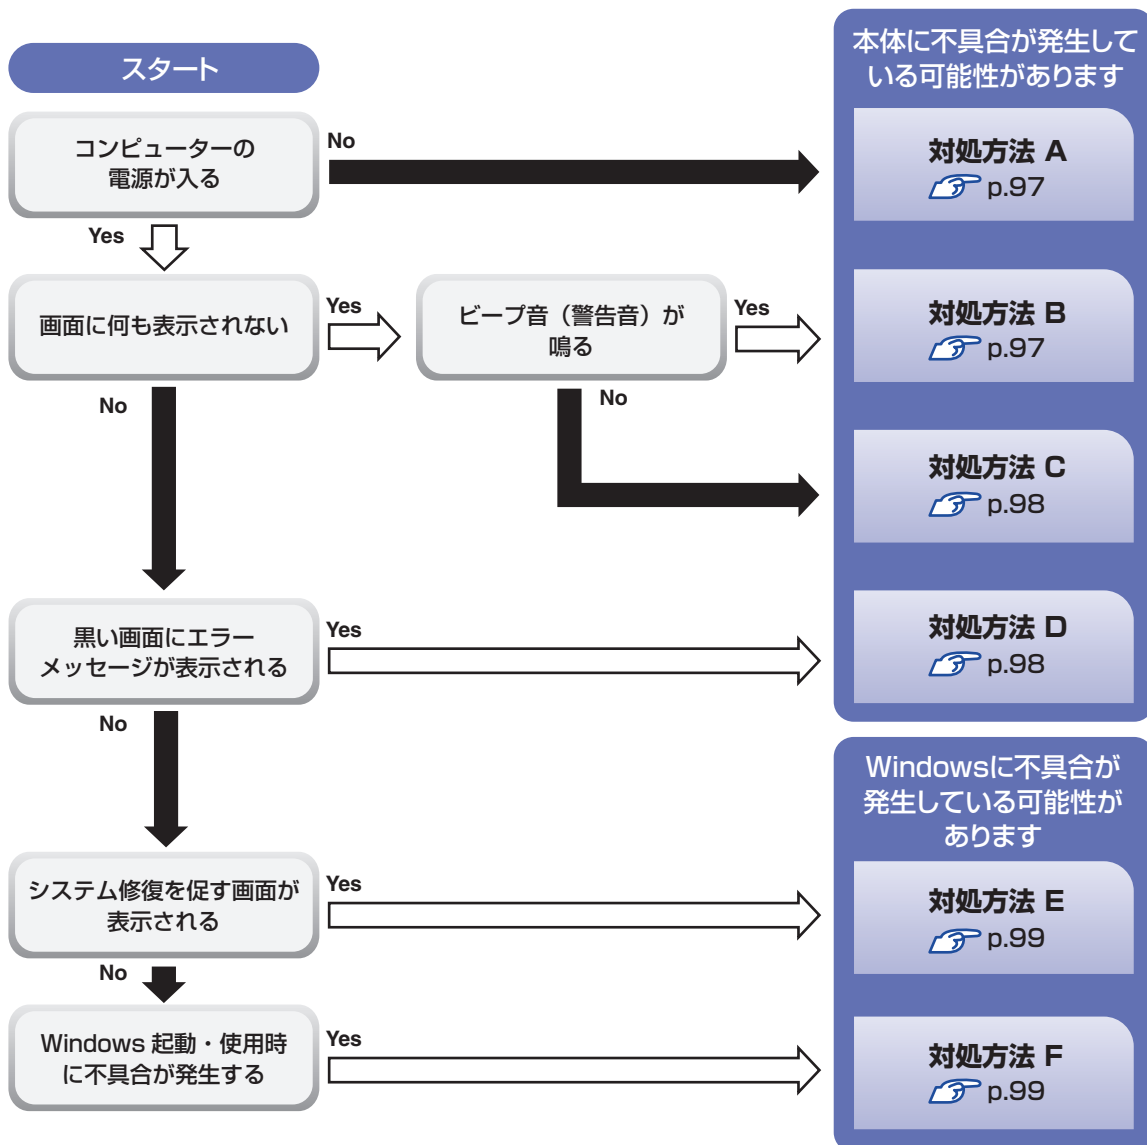 スタート
コンピューターの
電源が入る
No
Yes
画面に何も表示されない
Yes
ビープ音（警告音）が
鳴る
Yes
No
No
黒い画面にエラー
メッセージが表示される
Yes
No
システム修復を促す画面が
表示される
Yes
No
Windows 起動・使用時
に不具合が発生する
Yes
本体に不具合が発生して
いる可能性があります
対処方法 A
p.97
対処方法 B
p.97
対処方法 C
p.98
対処方法 D
p.98
Windowsに不具合が
発生している可能性が
あります
対処方法 E
p.99
対処方法 F
p.99